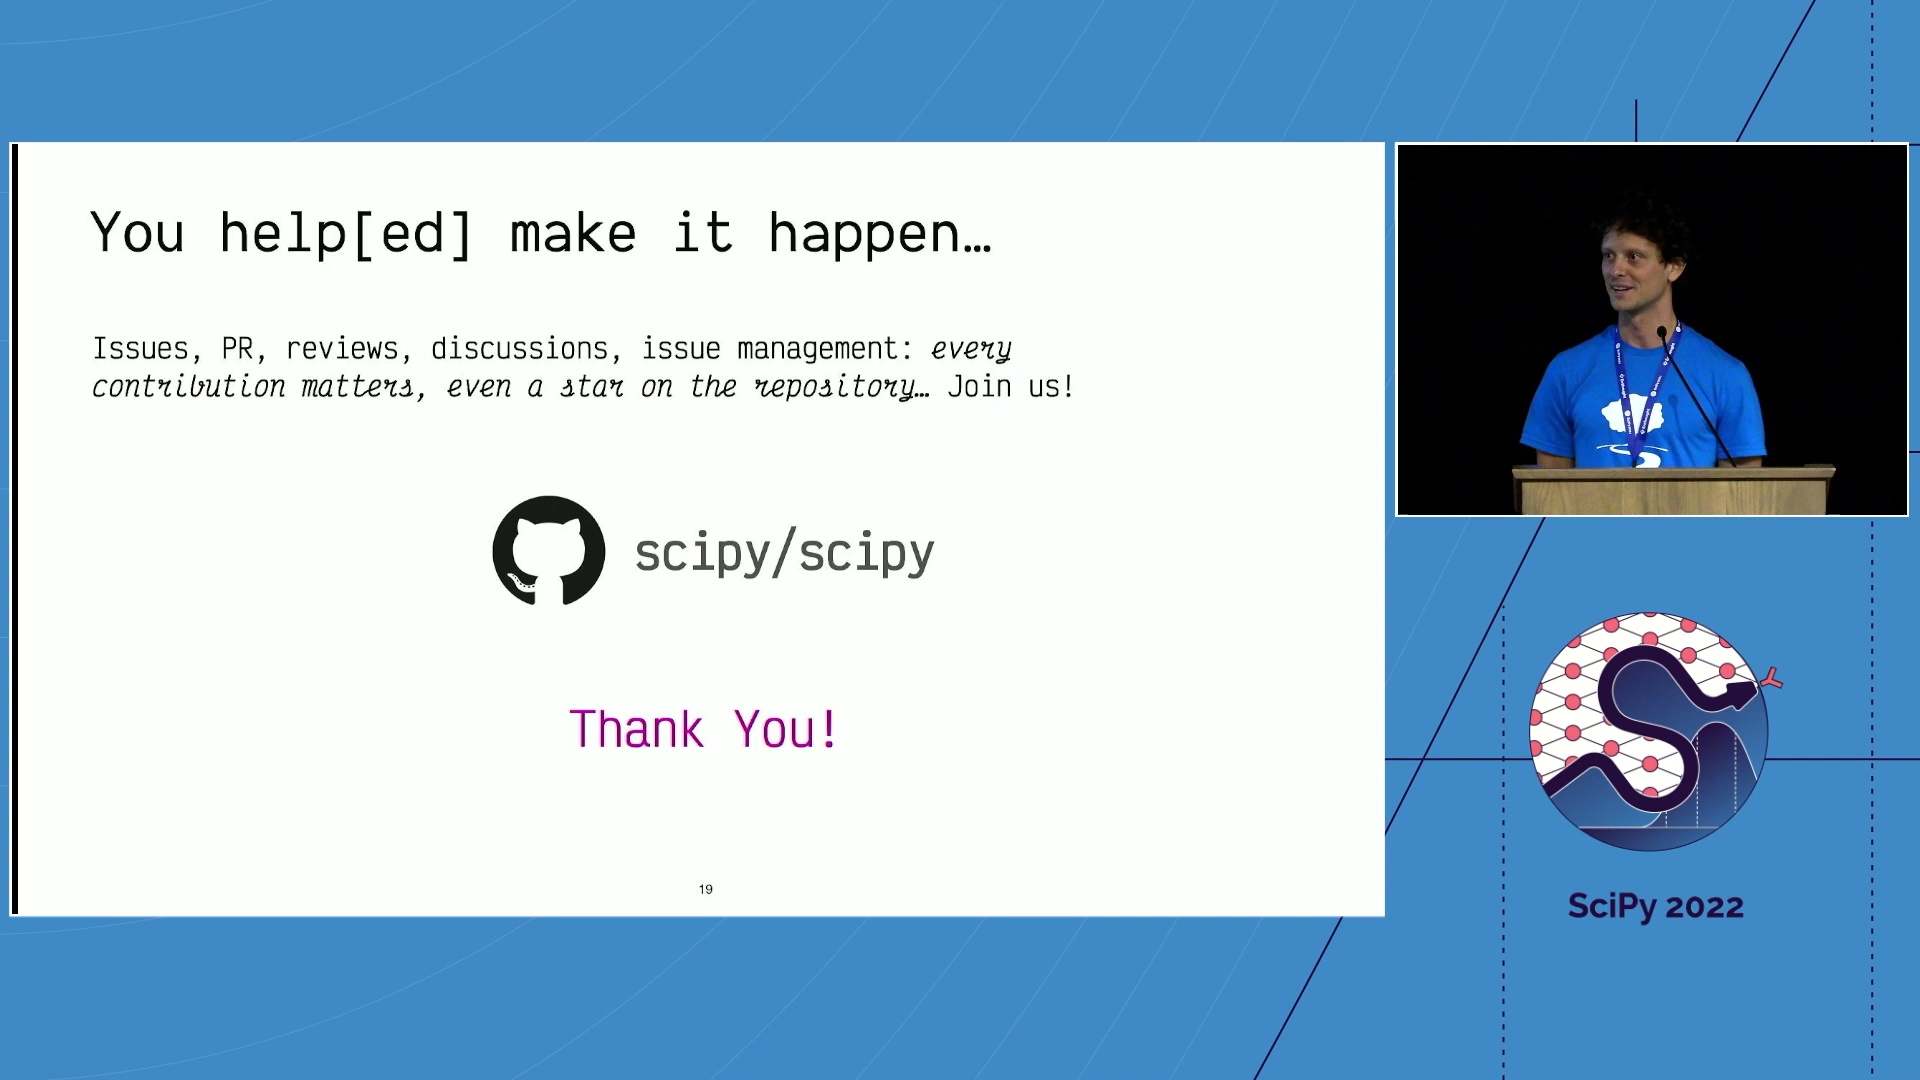 You help[ed] make it happen…
Issues, PR, reviews, discussions, issue management: every
contribution matters, even a star on the repository… Join us!
scipy/scipy
Thank You!
19
SciPy 2022